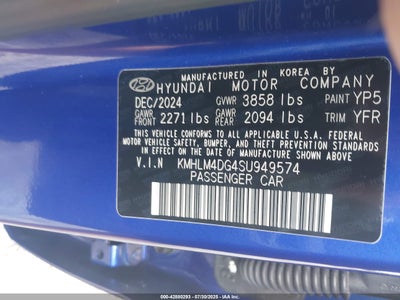 MANUFACTURED IN KOREA BY
HYUNDAI MOTOR COMPANY
DEC/2024 GVWR 3858 lbs PAINT YP5
GAWR FRONT 2271 lbs GAWR REAR 2094 lbs TRIM YFR
THIS VEHICLE CONFORMS TO ALL APPLICABLE U.S.A. FEDERAL
MOTOR VEHICLE SAFETY, BUMPER, AND THEFT PREVENTION
STANDARDS IN EFFECT ON THE DATE OF MANUFACTURE SHOWN ABOVE.
V.I.N KMHLM4DG4SU949574
PASSENGER CAR
000-42880293 - 07/30/2025 - IAA, Inc.